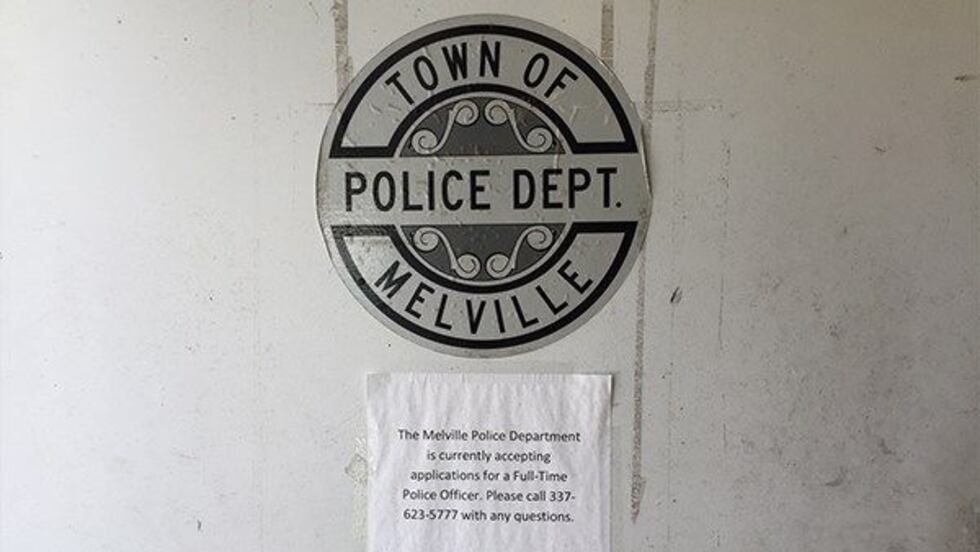 TOWN OF
POLICE DEPT.
MELVILLE
The Melville Police Department
is currently accepting
applications for a Full-Time
Police Officer. Please call 337-
623-5777 with any questions.